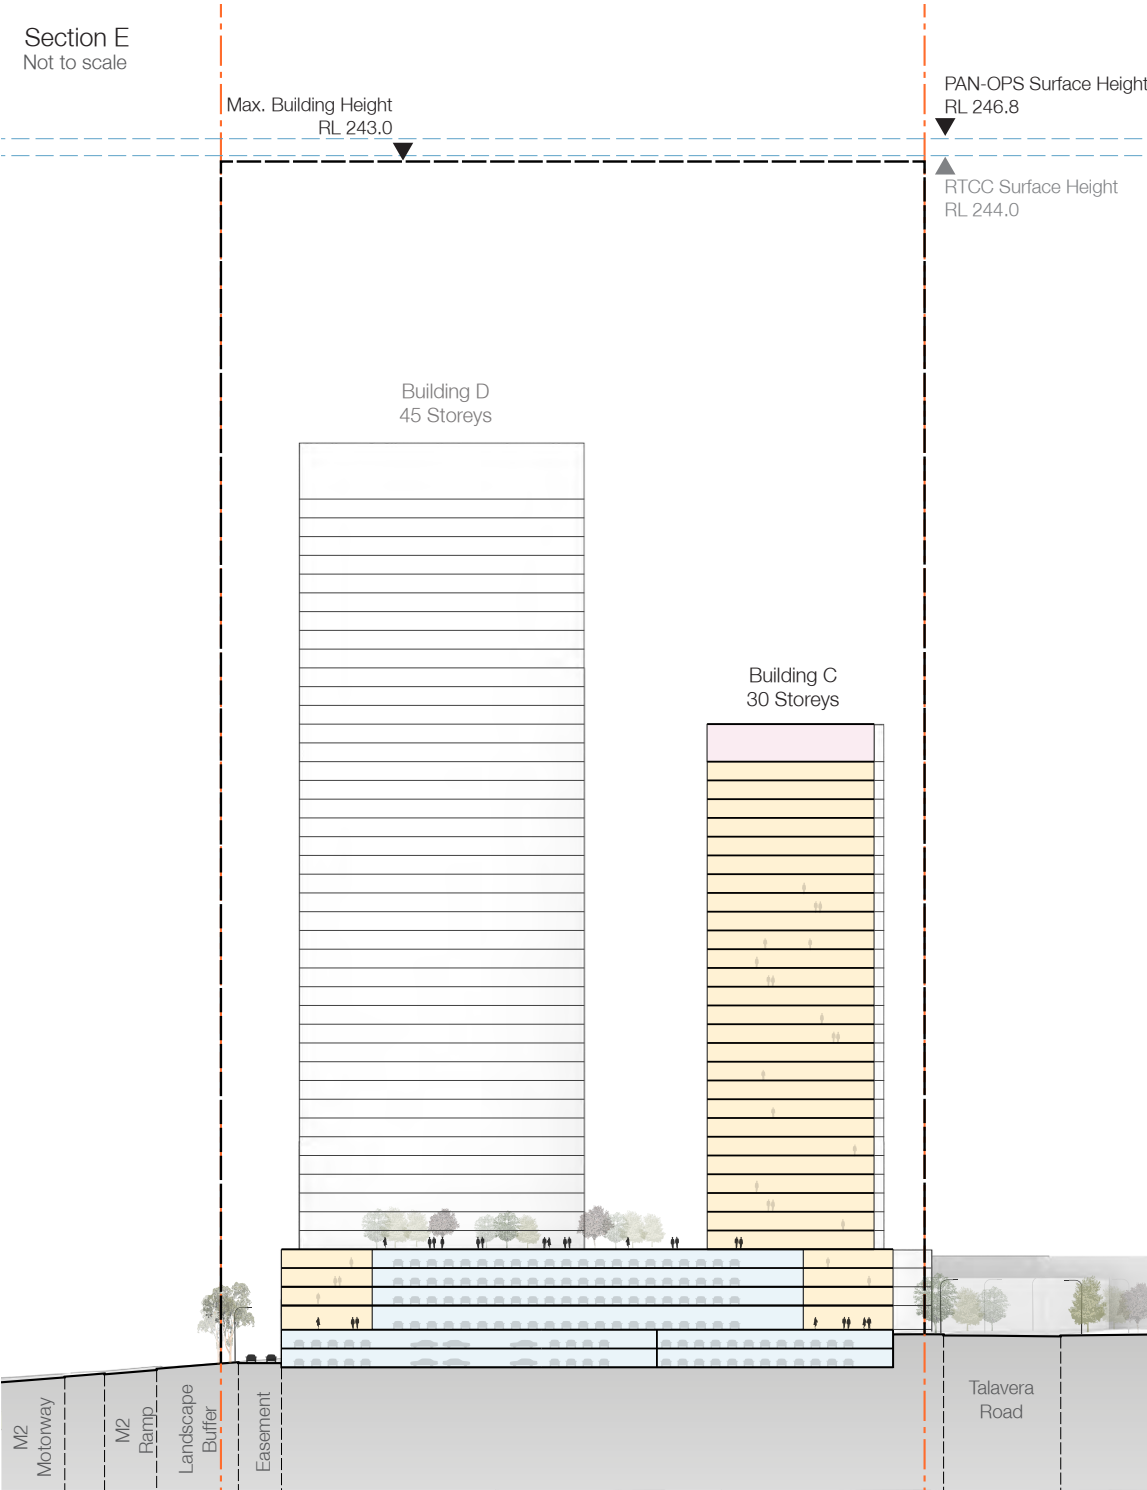 Section E
Not to scale
Max. Building Height
RL 243.0
PAN-OPS Surface Height
RL 246.8
RTCC Surface Height
RL 244.0
Building D
45 Storeys
Building C
30 Storeys
M2
Motorway
M2
Ramp
Landscape
Buffer
Easement
Talavera
Road